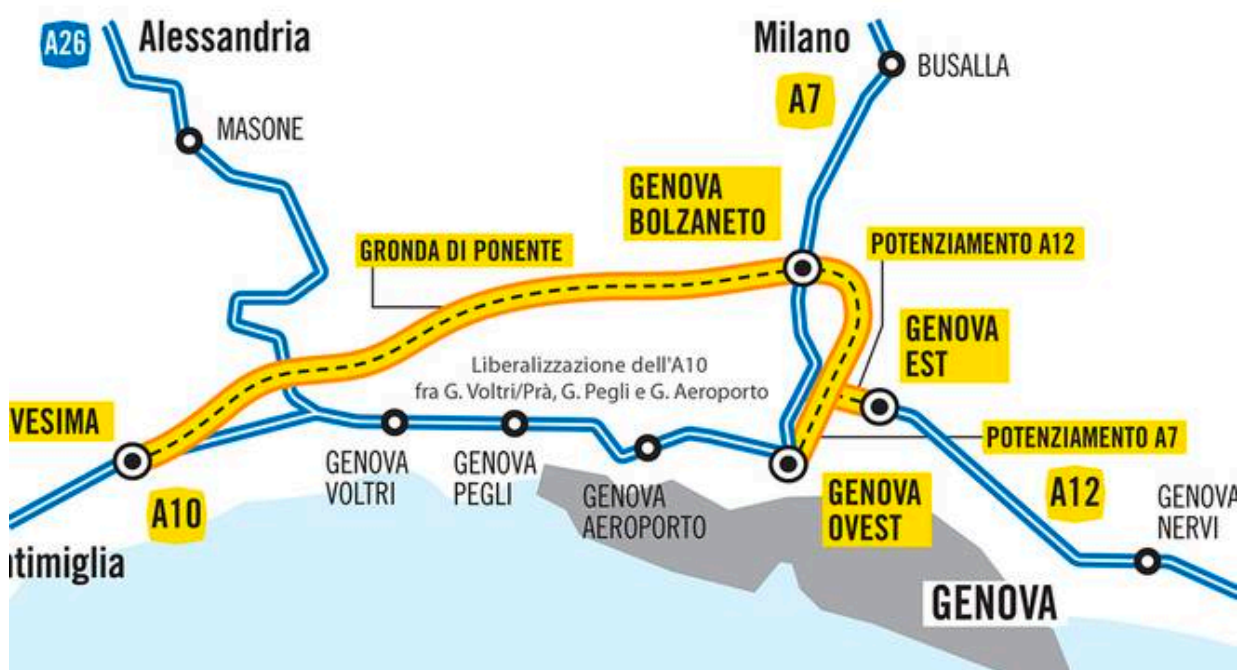 A26
Alessandria
Milano
BUSALLA
A7
MASONE
GENOVA
BOLZANETO
GRONDA DI PONENTE
POTENZIAMENTO A12
GENOVA
EST
Liberalizzazione dell'A10
fra G. Voltri/Prà, G. Pegli e G. Aeroporto
VESIMA
POTENZIAMENTO A7
GENOVA
VOLTRI
GENOVA
PEGLI
GENOVA
AEROPORTO
GENOVA
OVEST
A12
GENOVA
NERVI
A10
ntimiglia
GENOVA